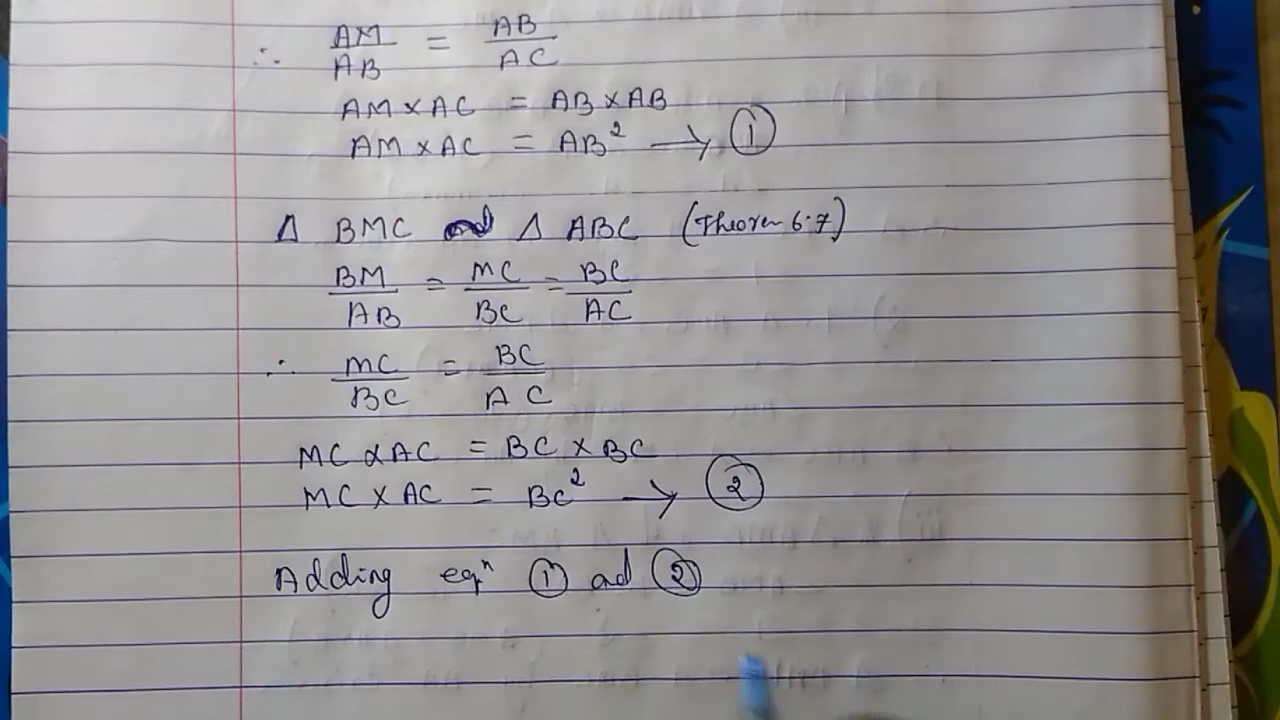 ∴ AM/AB = AB/AC
AM × AC = AB × AB
AM × AC = AB² → ①
Δ BMC and Δ ABC (Theorem 6.7)
BM/AB = MC/BC = BC/AC
∴ MC/BC = BC/AC
MC × AC = BC × BC
MC × AC = BC² → ②
Adding eqⁿ ① ad ②